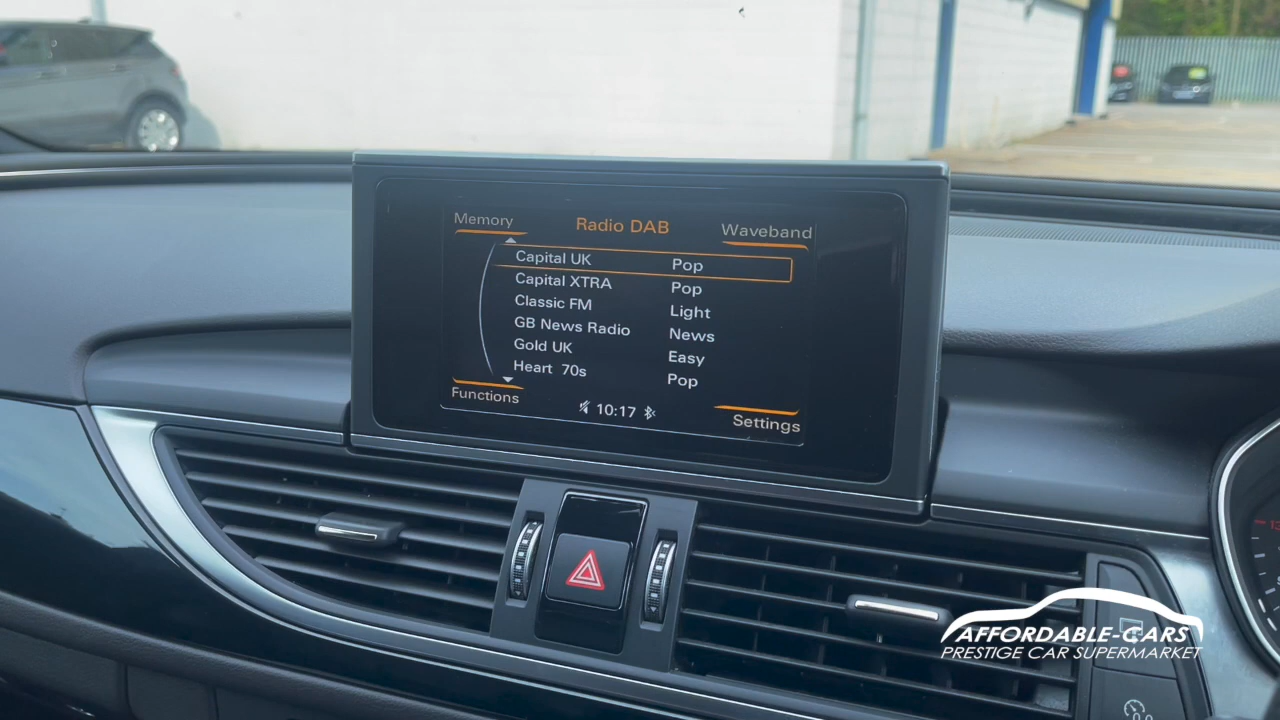 Memory Radio DAB Waveband
Capital UK Pop
Capital XTRA Pop
Classic FM Light
GB News Radio News
Gold UK Easy
Heart 70s Pop
Functions 10:17 Settings
AFFORDABLE-CARS
PRESTIGE CAR SUPERMARKET